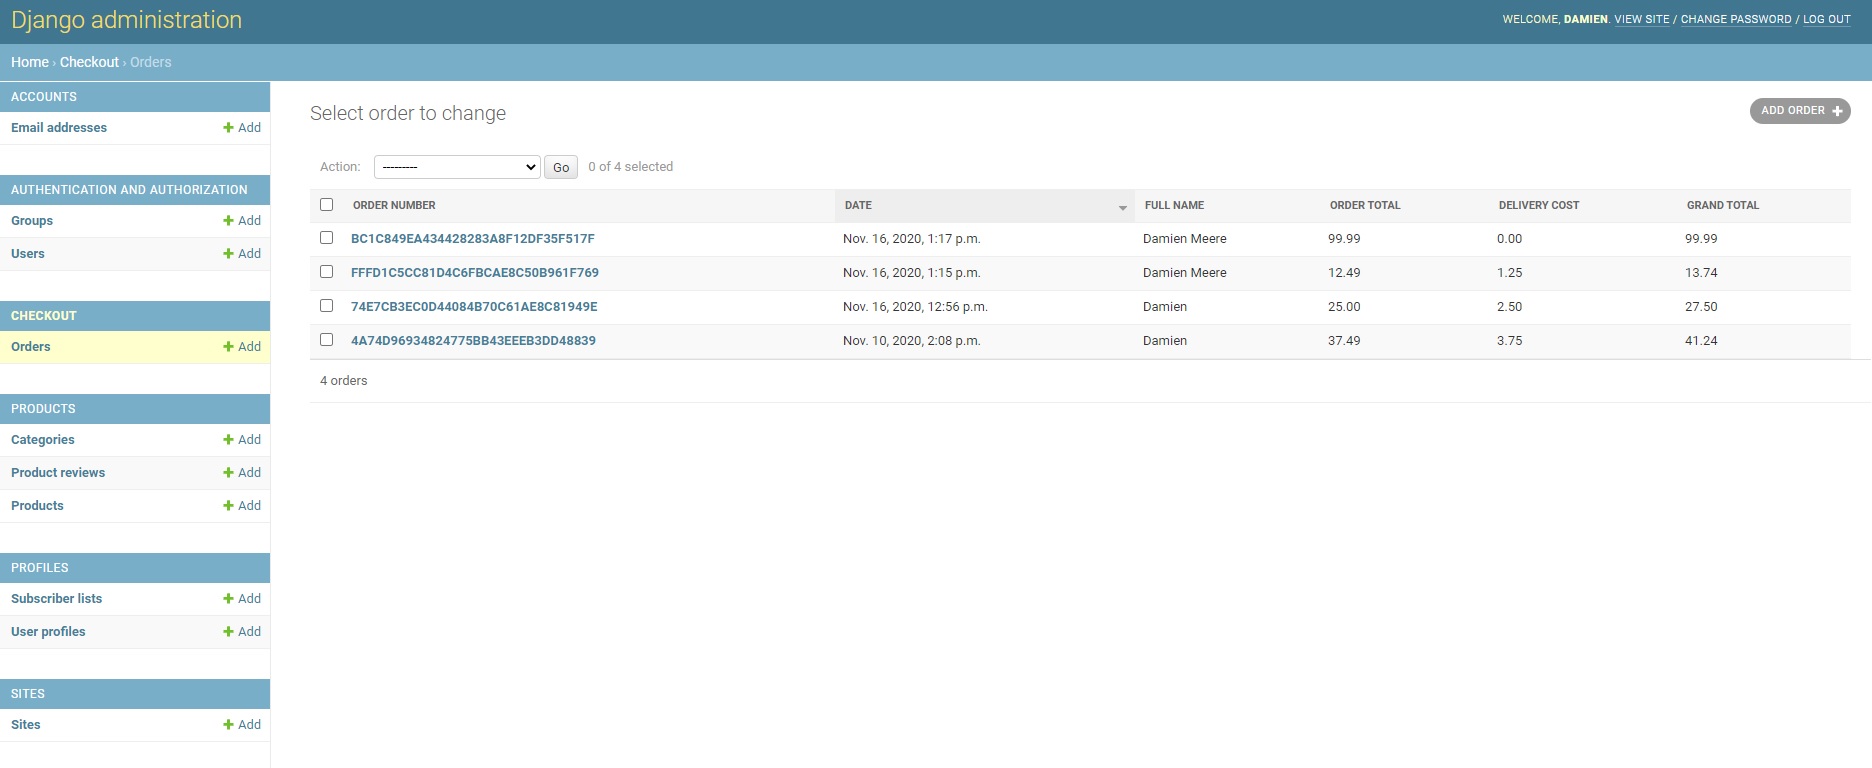 Django administration
WELCOME, DAMIEN. VIEW SITE / CHANGE PASSWORD / LOG OUT
Home › Checkout › Orders
ACCOUNTS
Email addresses Add
AUTHENTICATION AND AUTHORIZATION
Groups Add
Users Add
CHECKOUT
Orders Add
PRODUCTS
Categories Add
Product reviews Add
Products Add
PROFILES
Subscriber lists Add
User profiles Add
SITES
Sites Add
Select order to change
ADD ORDER
Action: --------- Go 0 of 4 selected
ORDER NUMBER DATE FULL NAME ORDER TOTAL DELIVERY COST GRAND TOTAL
BC1C849EA434428283A8F12DF35F517F Nov. 16, 2020, 1:17 p.m. Damien Meere 99.99 0.00 99.99
FFFD1C5CC81D4C6FBCAE8C50B961F769 Nov. 16, 2020, 1:15 p.m. Damien Meere 12.49 1.25 13.74
74E7CB3EC0D44084B70C61AE8C81949E Nov. 16, 2020, 12:56 p.m. Damien 25.00 2.50 27.50
4A74D96934824775BB43EEEB3DD48839 Nov. 10, 2020, 2:08 p.m. Damien 37.49 3.75 41.24
4 orders